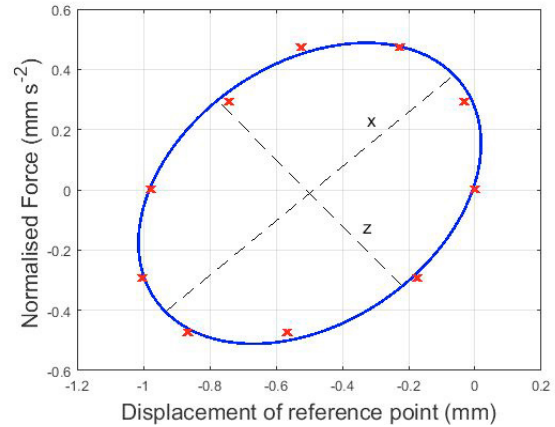 Normalised Force (mm s⁻²)
0.6
0.4
0.2
0
-0.2
-0.4
-0.6
x
z
-1.2 -1 -0.8 -0.6 -0.4 -0.2 0 0.2
Displacement of reference point (mm)